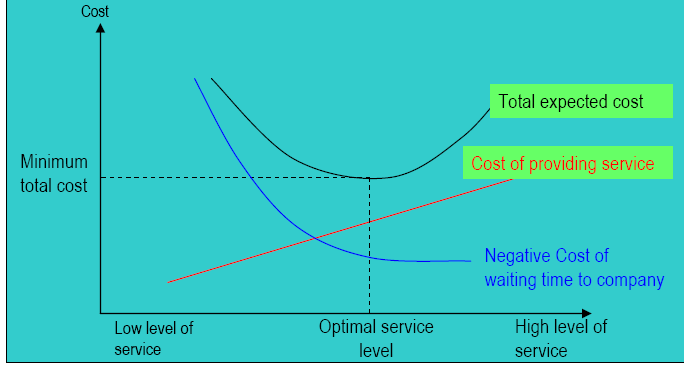 Cost
Total expected cost
Minimum
total cost
Cost of providing service
Negative Cost of
waiting time to company
Low level of
service
Optimal service
level
High level of
service